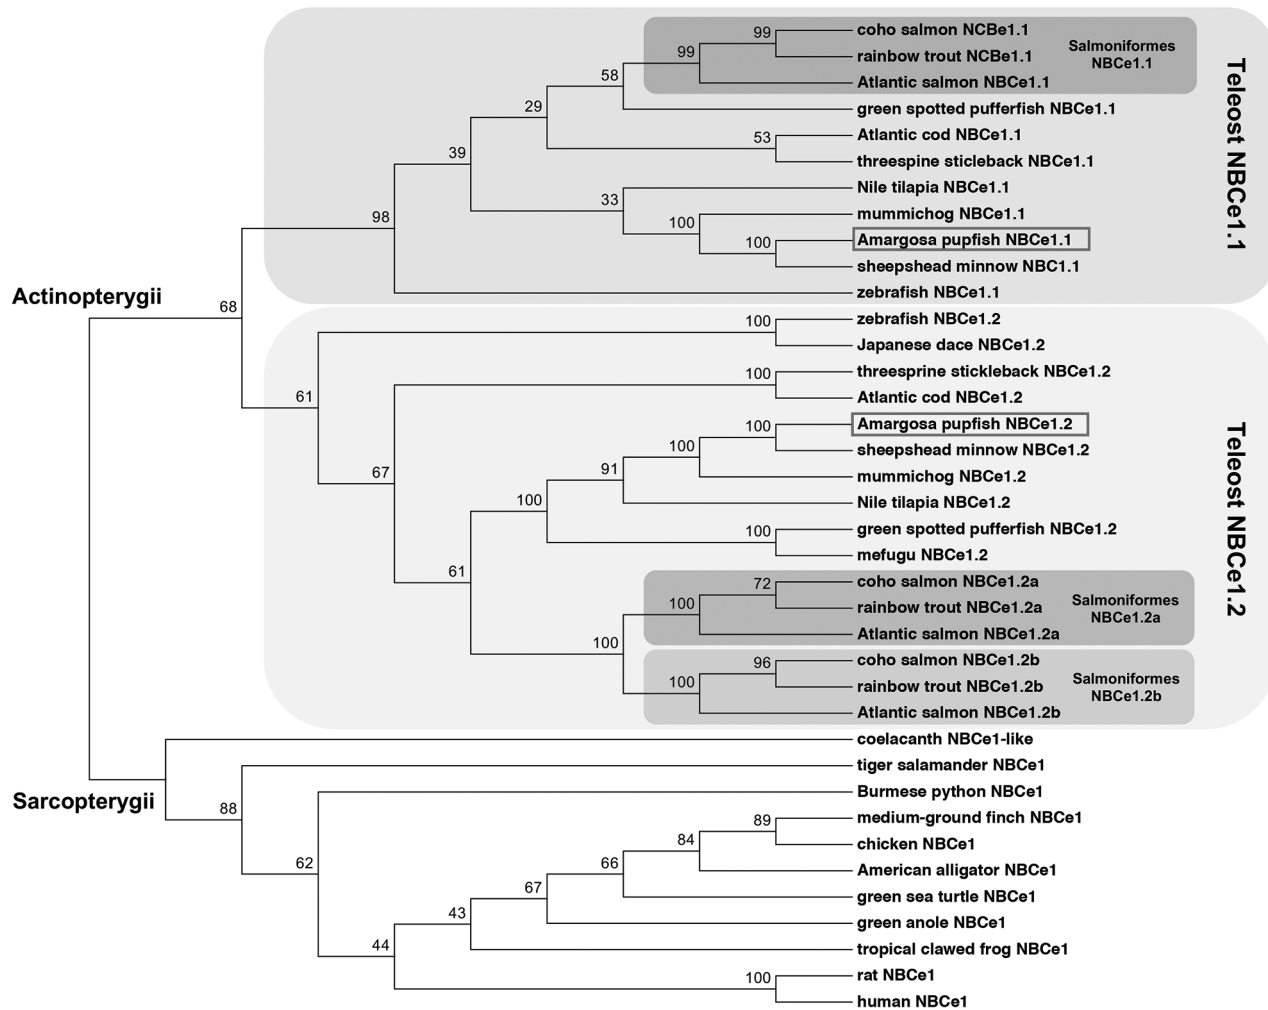 coho salmon NCBe1.1
99
rainbow trout NCBe1.1
99
Salmoniformes
NBCe1.1
Atlantic salmon NBCe1.1
58
green spotted pufferfish NBCe1.1
29
Atlantic cod NBCe1.1
53
threespine stickleback NBCe1.1
39
Nile tilapia NBCe1.1
33
mummichog NBCe1.1
100
Amargosa pupfish NBCe1.1
100
sheepshead minnow NBC1.1
98
zebrafish NBCe1.1
Teleost NBCe1.1
Actinopterygii
68
zebrafish NBCe1.2
100
Japanese dace NBCe1.2
61
threesprine stickleback NBCe1.2
100
Atlantic cod NBCe1.2
67
Amargosa pupfish NBCe1.2
100
sheepshead minnow NBCe1.2
100
mummichog NBCe1.2
91
Nile tilapia NBCe1.2
100
green spotted pufferfish NBCe1.2
100
mefugu NBCe1.2
61
coho salmon NBCe1.2a
72
rainbow trout NBCe1.2a
100
Salmoniformes
NBCe1.2a
Atlantic salmon NBCe1.2a
100
coho salmon NBCe1.2b
96
rainbow trout NBCe1.2b
100
Salmoniformes
NBCe1.2b
Atlantic salmon NBCe1.2b
Teleost NBCe1.2
coelacanth NBCe1-like
Sarcopterygii
tiger salamander NBCe1
88
Burmese python NBCe1
62
medium-ground finch NBCe1
89
chicken NBCe1
84
American alligator NBCe1
66
green sea turtle NBCe1
67
green anole NBCe1
43
tropical clawed frog NBCe1
44
rat NBCe1
100
human NBCe1